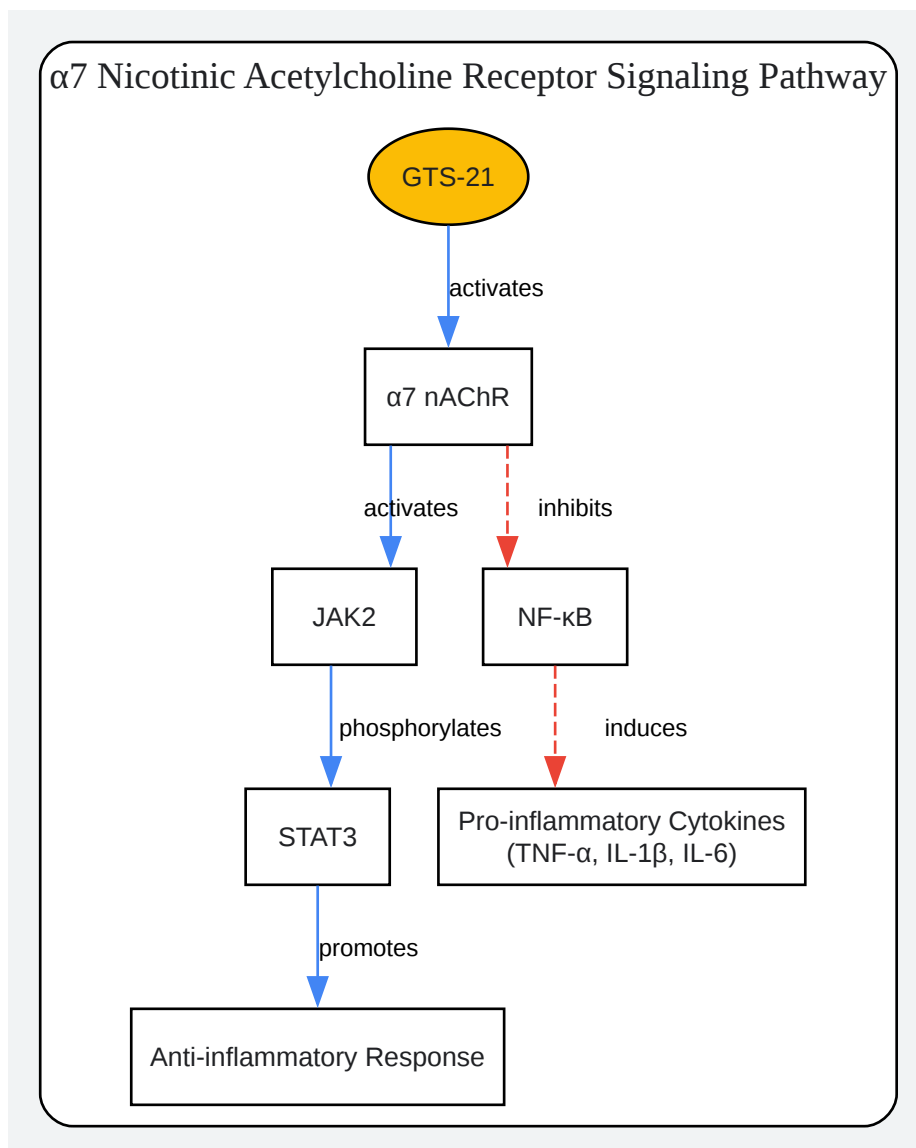 α7 Nicotinic Acetylcholine Receptor Signaling Pathway
GTS-21
activates
α7 nAChR
activates
inhibits
JAK2
NF-κB
phosphorylates
induces
STAT3
Pro-inflammatory Cytokines
(TNF-α, IL-1β, IL-6)
promotes
Anti-inflammatory Response